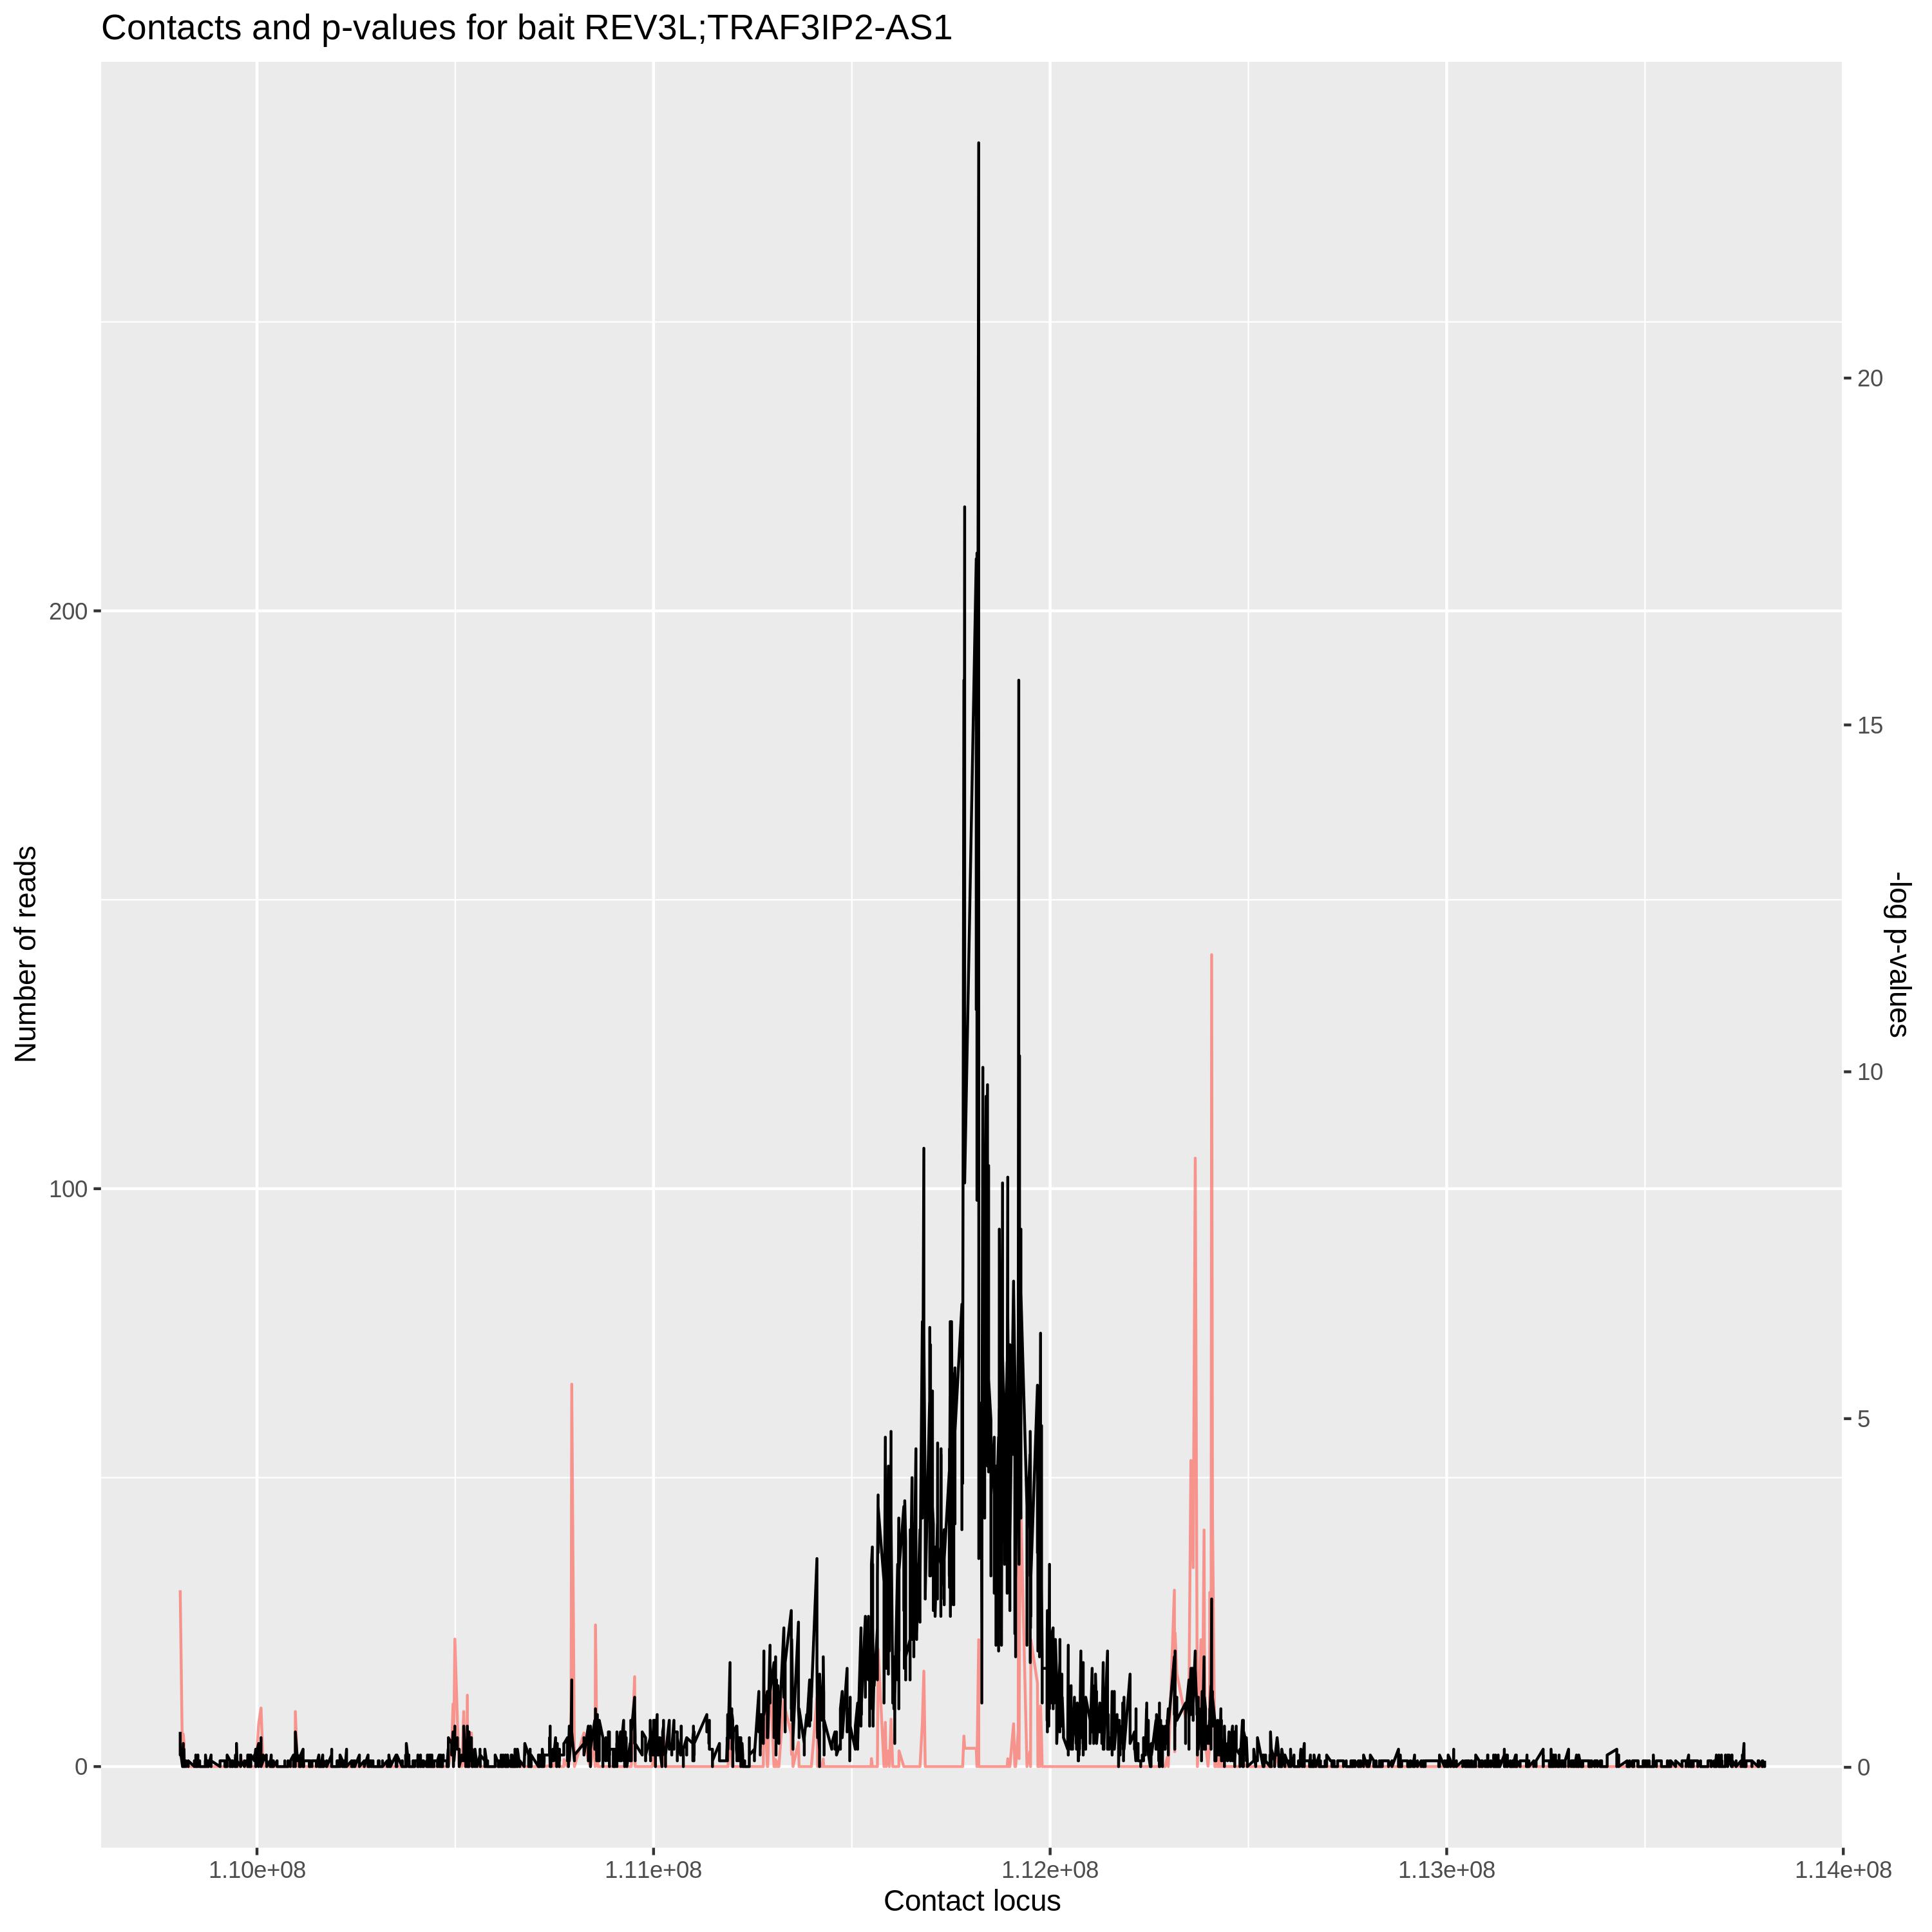 Contacts and p-values for bait REV3L;TRAF3IP2-AS1
Number of reads
200
100
0
20
15
10
5
0
-log p-values
1.10e+08
1.11e+08
1.12e+08
1.13e+08
1.14e+08
Contact locus